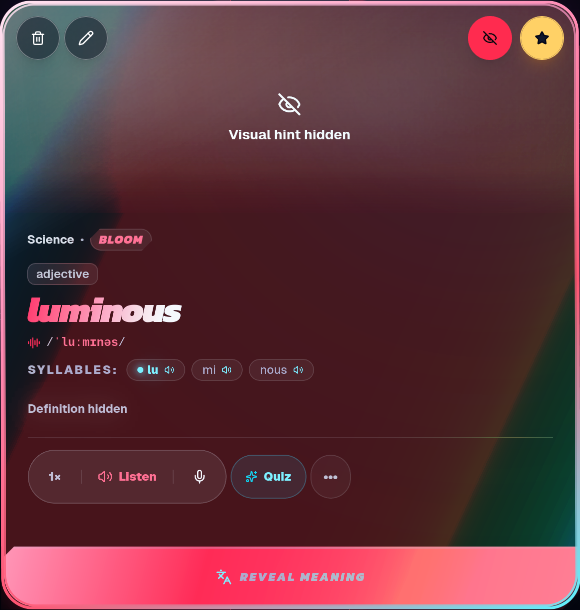 Visual hint hidden
Science • BLOOM
adjective
luminous
/ˈluːmɪnəs/
SYLLABLES: lu mi nous
Definition hidden
1× Listen Quiz •••
REVEAL MEANING